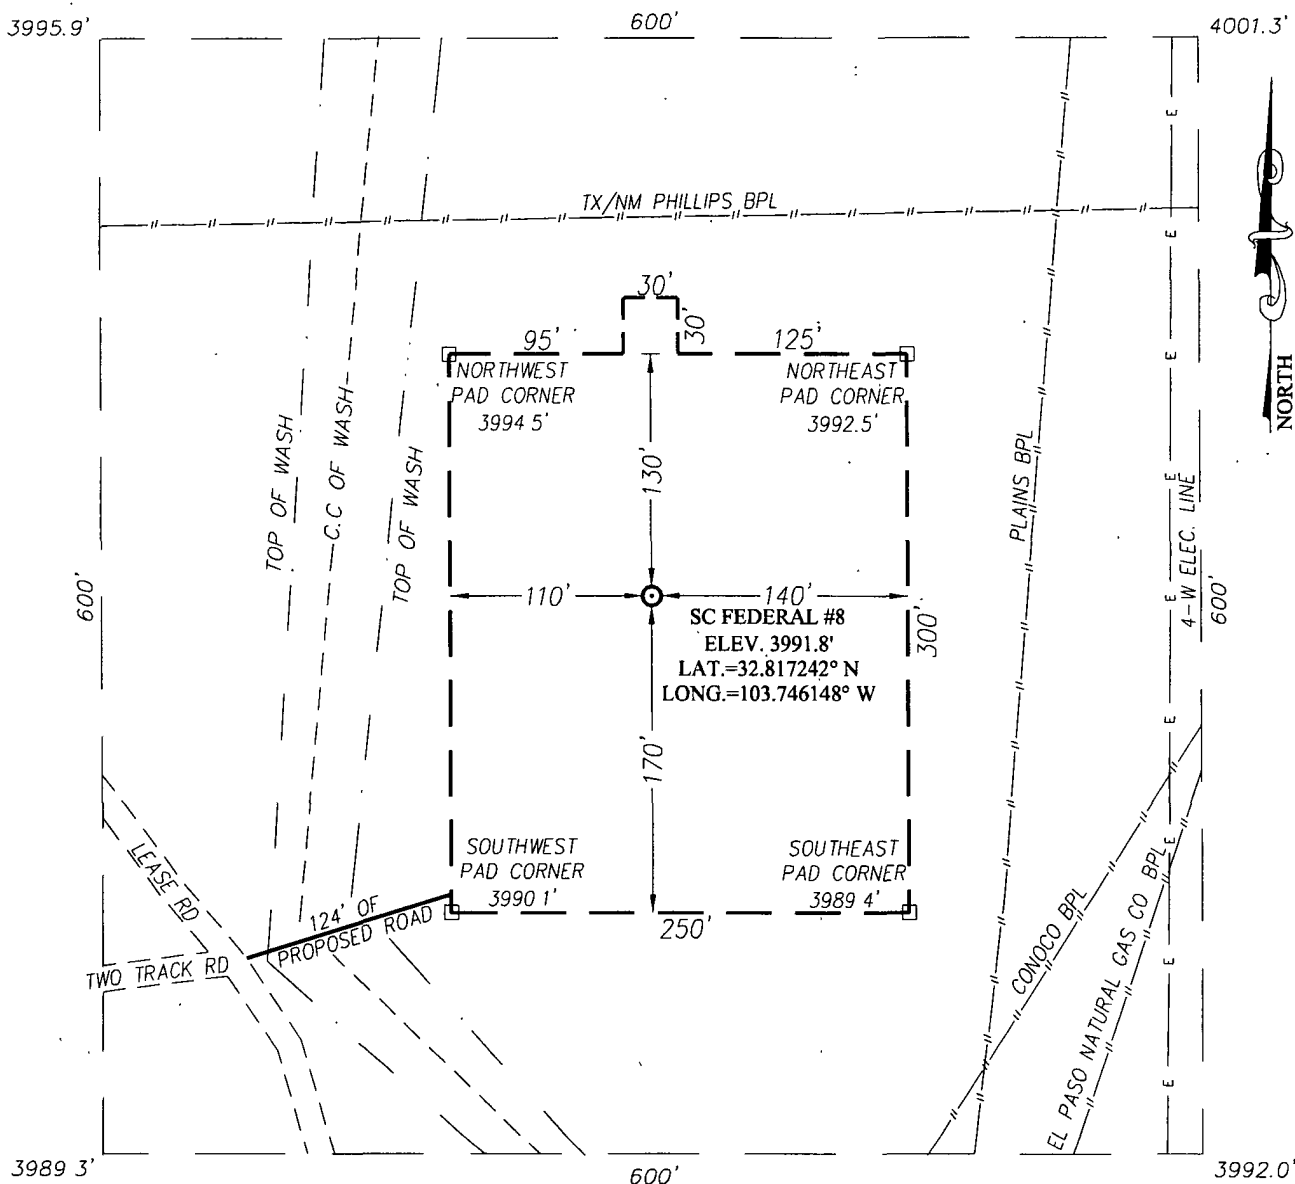 3995.9' 600' 4001.3'
TX/NM PHILLIPS BPL
30'
30'
95' 125'
NORTHWEST
PAD CORNER
3994 5'
NORTHEAST
PAD CORNER
3992.5'
NORTH
TOP OF WASH
C.C OF WASH
TOP OF WASH
130'
PLAINS BPL
4-W ELEC. LINE
E
E
E
E
E
E
E
E
E
600'
110' 140'
300'
600'
SC FEDERAL #8
ELEV. 3991.8'
LAT.=32.817242° N
LONG.=103.746148° W
170'
SOUTHWEST
PAD CORNER
3990 1'
SOUTHEAST
PAD CORNER
3989 4'
250'
LEASE RD
124' OF
PROPOSED ROAD
TWO TRACK RD
CONOCO BPL
EL PASO NATURAL GAS CO BPL
3989 3' 600' 3992.0'